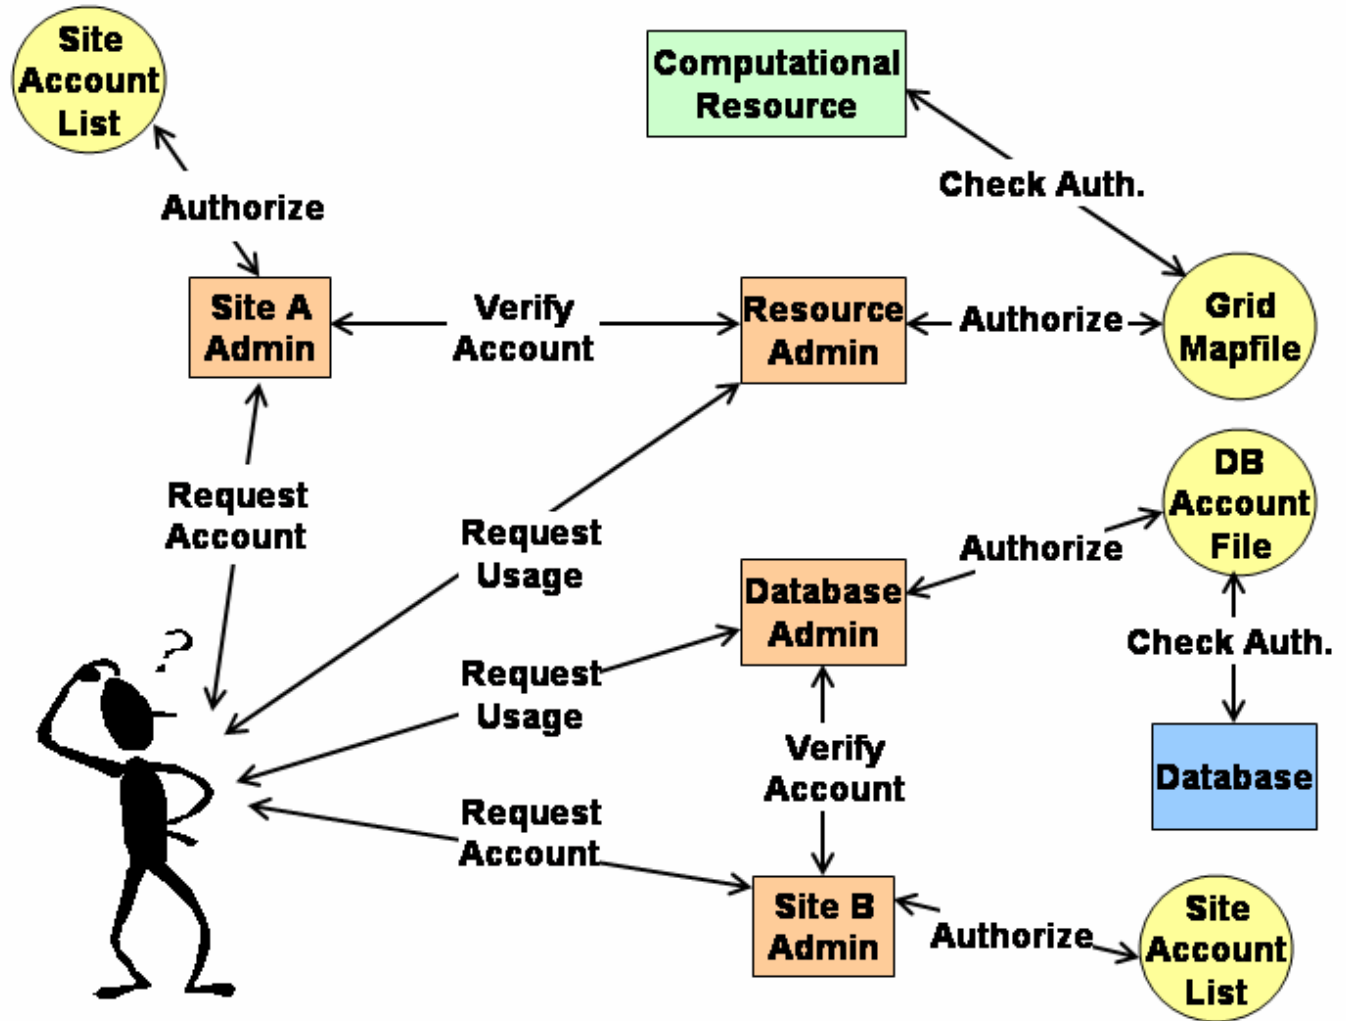 Site
Account
List
Computational
Resource
Authorize
Check Auth.
Site A
Admin
Verify
Account
Resource
Admin
Authorize
Grid
Mapfile
Request
Account
Request
Usage
DB
Account
File
Authorize
Database
Admin
Check Auth.
?
Request
Usage
Verify
Account
Database
Request
Account
Site B
Admin
Authorize
Site
Account
List